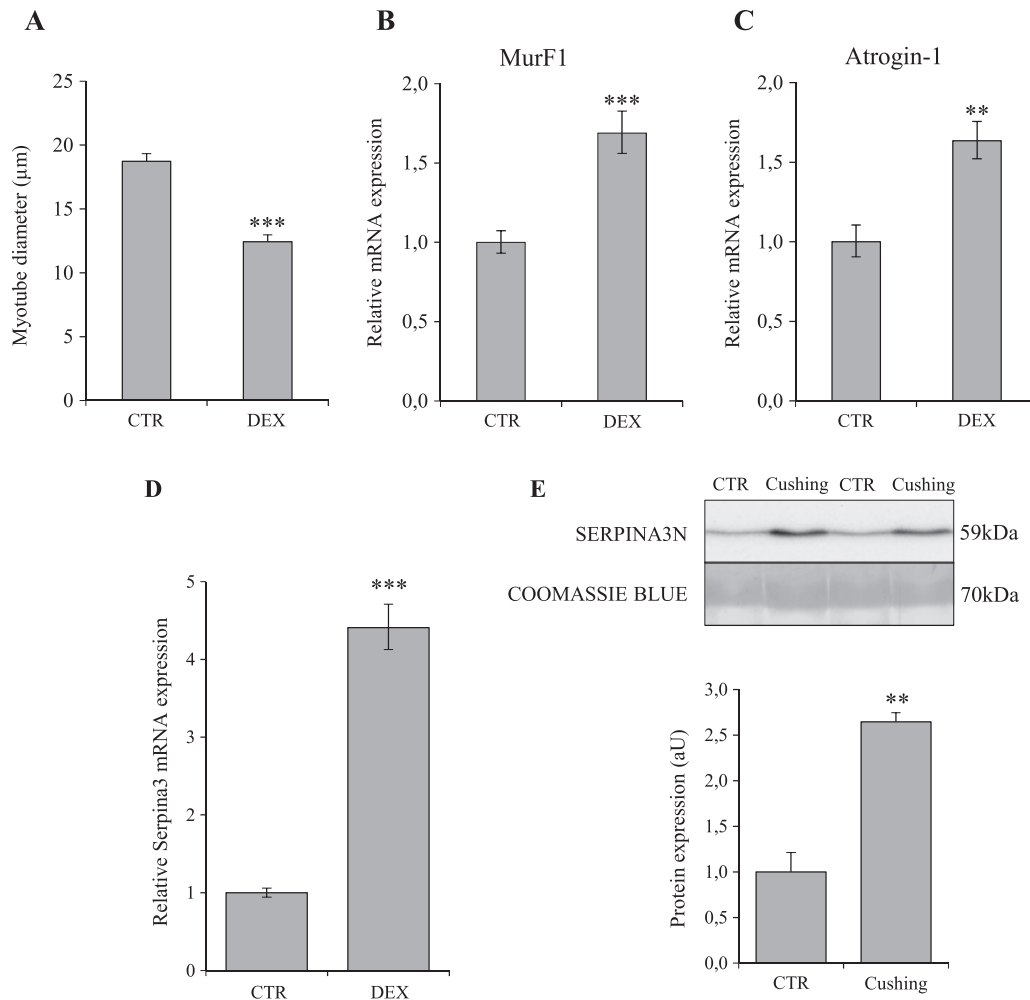 A
Myotube diameter (µm)
25
20
15
10
5
0
***
CTR
DEX
B
MurF1
Relative mRNA expression
2,0
1,5
1,0
0,5
0,0
***
CTR
DEX
C
Atrogin-1
Relative mRNA expression
2,0
1,5
1,0
0,5
0,0
**
CTR
DEX
D
Relative Serpina3 mRNA expression
5
4
3
2
1
0
***
CTR
DEX
E
CTR Cushing CTR Cushing
SERPINA3N 59kDa
COOMASSIE BLUE 70kDa
Protein expression (aU)
3,0
2,5
2,0
1,5
1,0
0,5
0,0
**
CTR
Cushing